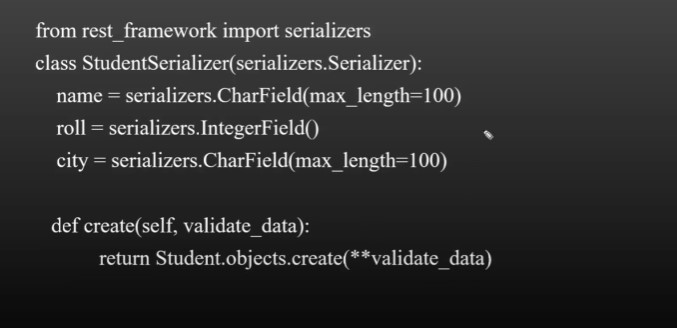 from rest_framework import serializers
class StudentSerializer(serializers.Serializer):
name = serializers.CharField(max_length=100)
roll = serializers.IntegerField()
city = serializers.CharField(max_length=100)
def create(self, validate_data):
return Student.objects.create(**validate_data)